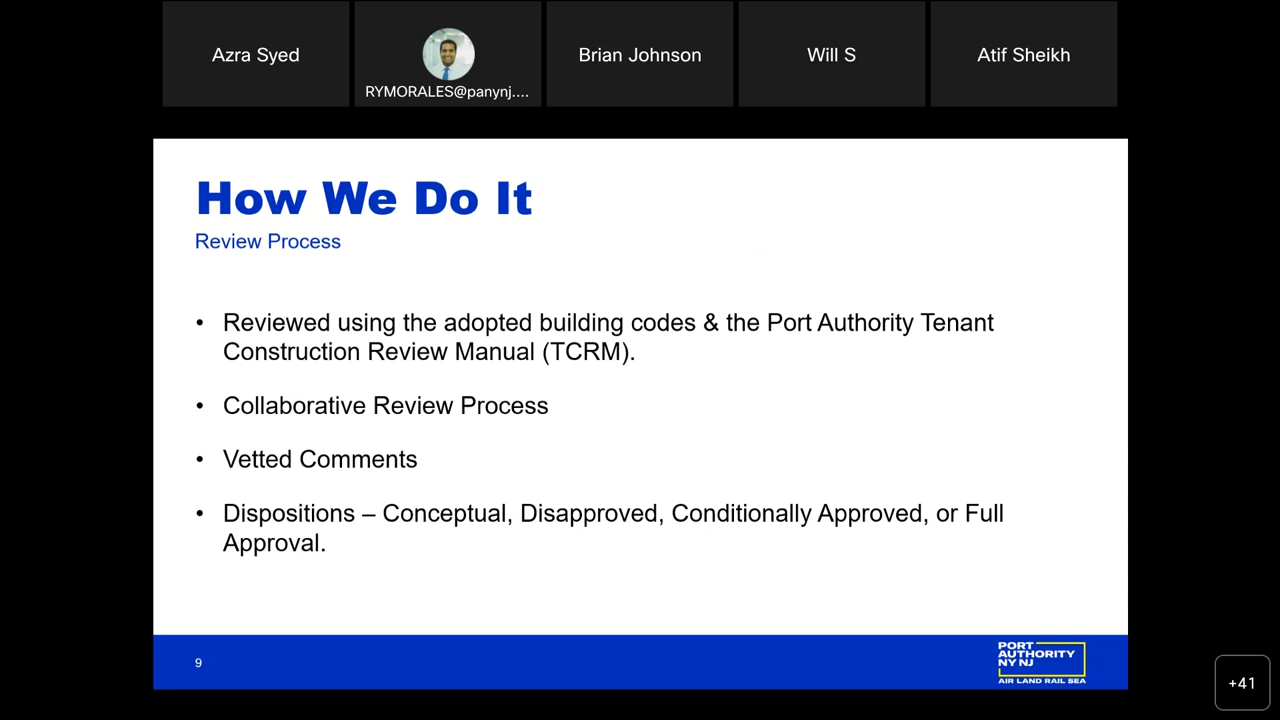 Azra Syed
RYMORALES@panynj....
Brian Johnson
Will S
Atif Sheikh
How We Do It
Review Process
• Reviewed using the adopted building codes & the Port Authority Tenant
Construction Review Manual (TCRM).
• Collaborative Review Process
• Vetted Comments
• Dispositions – Conceptual, Disapproved, Conditionally Approved, or Full
Approval.
9
PORT
AUTHORITY
NY NJ
AIR LAND RAIL SEA
+41